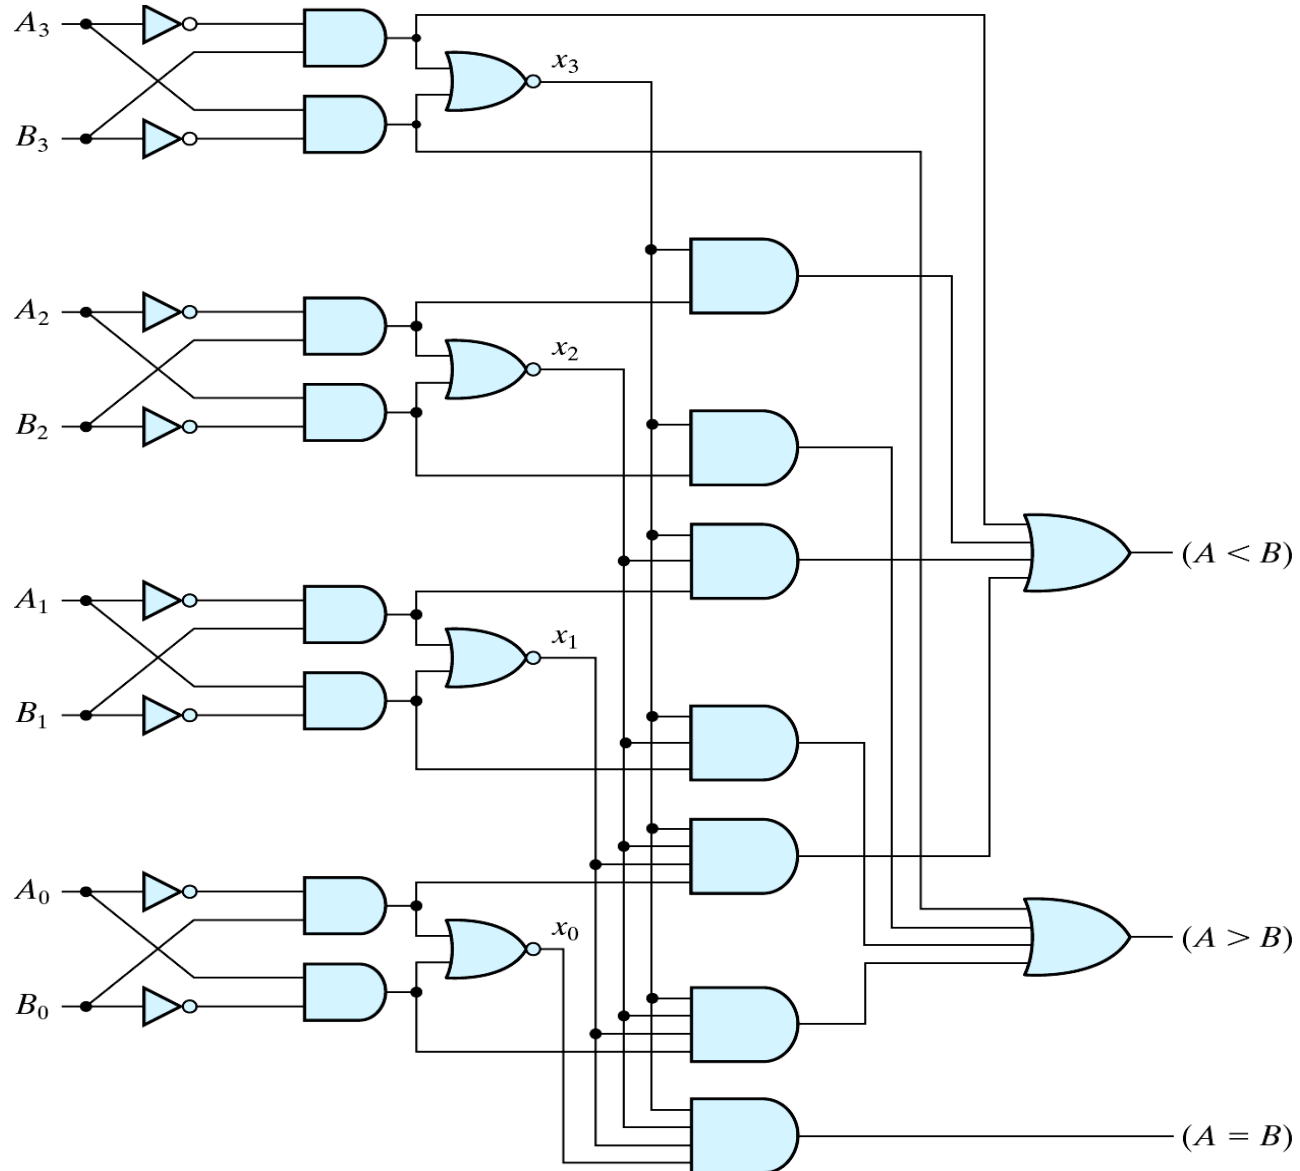 A₃
x₃
B₃
A₂
x₂
B₂
(A < B)
A₁
x₁
B₁
A₀
x₀
(A > B)
B₀
(A = B)